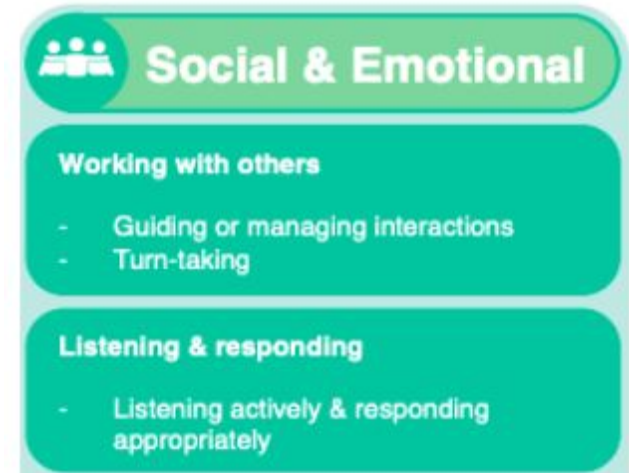 Social & Emotional
Working with others
- Guiding or managing interactions
- Turn-taking
Listening & responding
- Listening actively & responding
appropriately